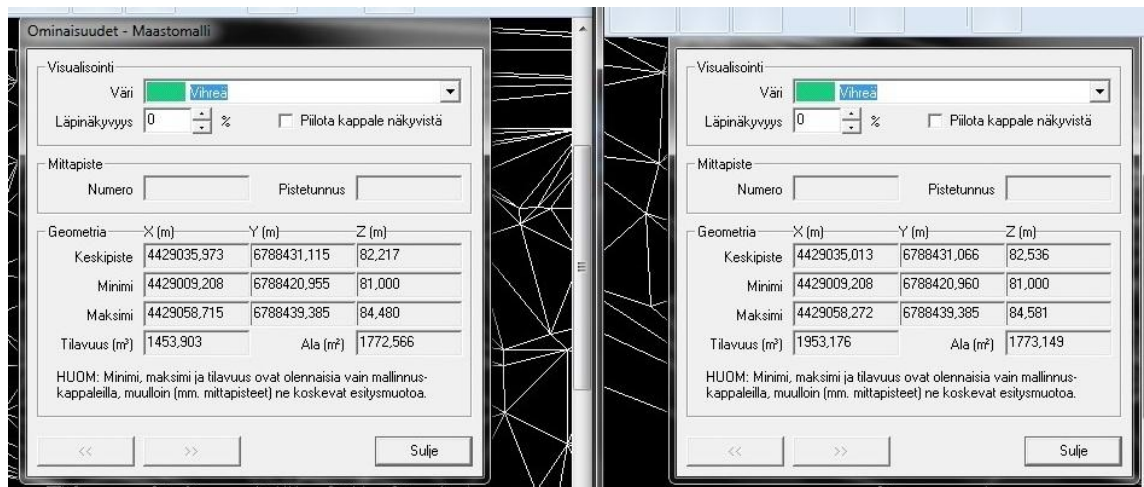 Ominaisuudet - Maastomalli
Visualisointi
Väri Vihreä
Läpinäkyvyys 0 % Piilota kappale näkyvistä
Mittapiste
Numero Pistetunnus
Geometria X (m) Y (m) Z (m)
Keskipiste 4429035,973 6788431,115 82,217
Minimi 4429009,208 6788420,955 81,000
Maksimi 4429058,715 6788439,385 84,480
Tilavuus (m³) 1453,903 Ala (m²) 1772,566
HUOM: Minimi, maksimi ja tilavuus ovat olennaisia vain mallinnus-
kappaleilla, muulloin (mm. mittapisteet) ne koskevat esitysmuotoa.
<< >> Sulje
Visualisointi
Väri Vihreä
Läpinäkyvyys 0 % Piilota kappale näkyvistä
Mittapiste
Numero Pistetunnus
Geometria X (m) Y (m) Z (m)
Keskipiste 4429035,013 6788431,066 82,536
Minimi 4429009,208 6788420,960 81,000
Maksimi 4429058,272 6788439,385 84,581
Tilavuus (m³) 1953,176 Ala (m²) 1773,149
HUOM: Minimi, maksimi ja tilavuus ovat olennaisia vain mallinnus-
kappaleilla, muulloin (mm. mittapisteet) ne koskevat esitysmuotoa.
<< >> Sulje